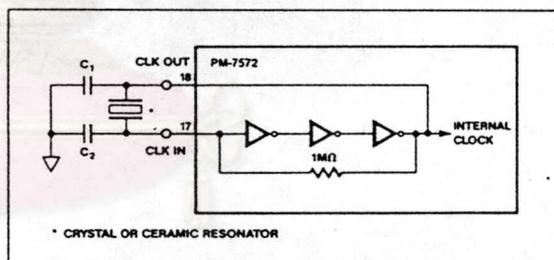 CLK OUT
PM-7572
C1
18
17
INTERNAL
CLOCK
C2
CLK IN
1MΩ
* CRYSTAL OR CERAMIC RESONATOR